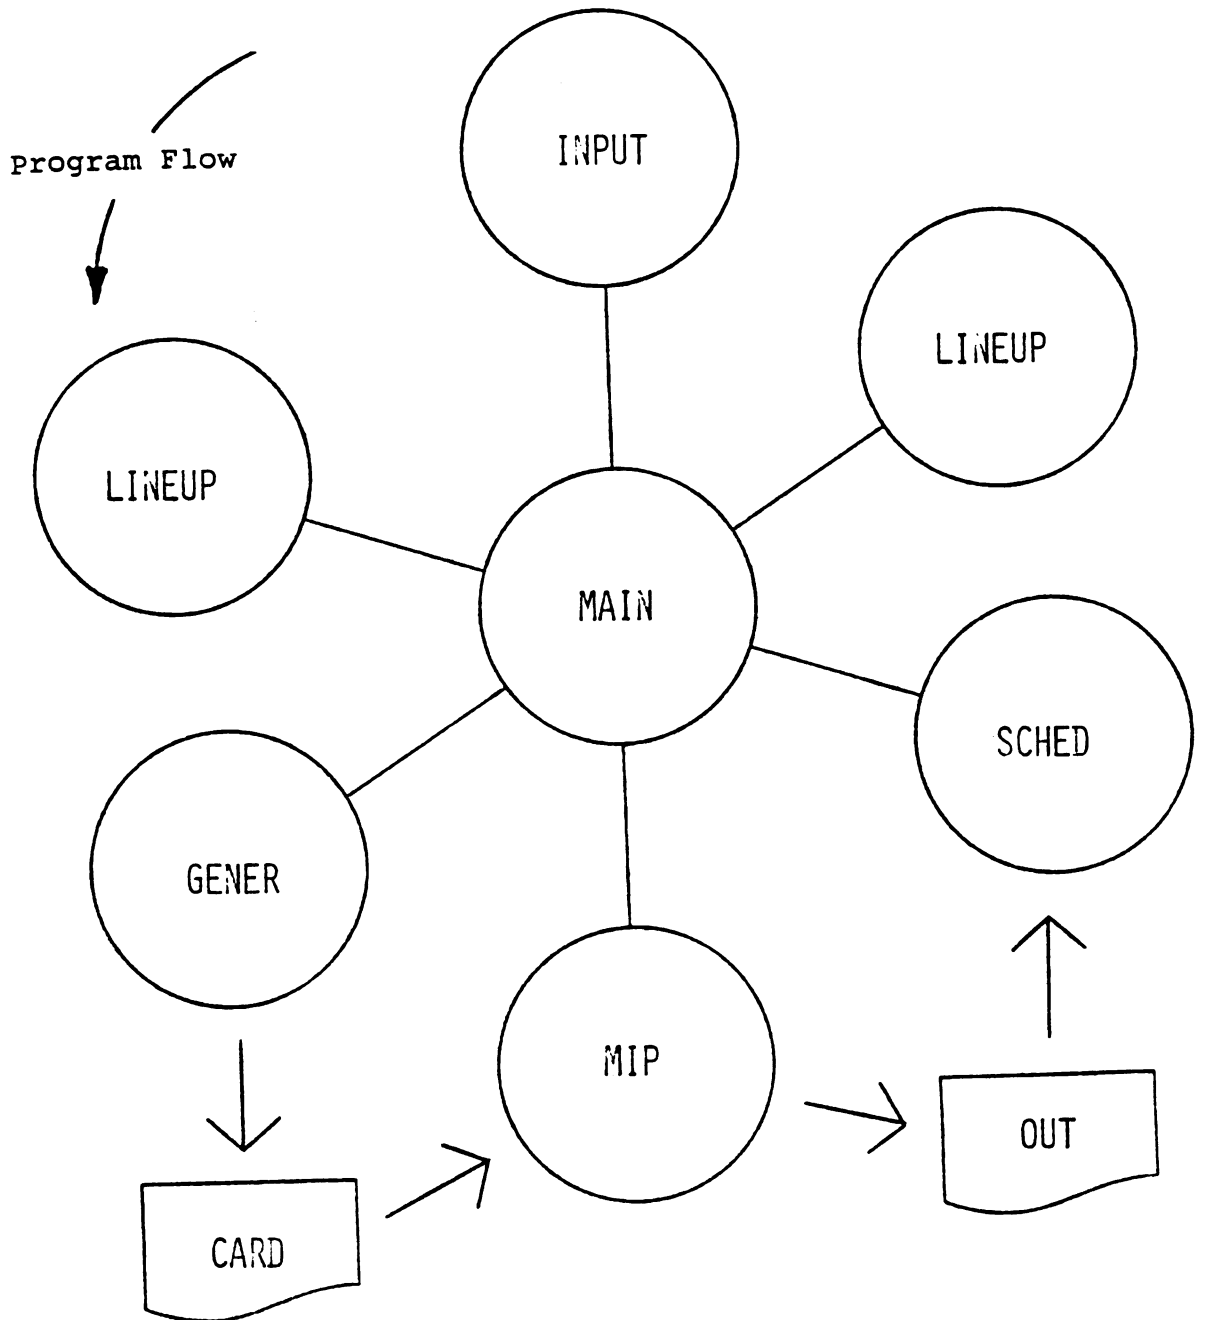 INPUT
Program Flow
LINEUP
LINEUP
MAIN
SCHED
GENER
MIP
OUT
CARD